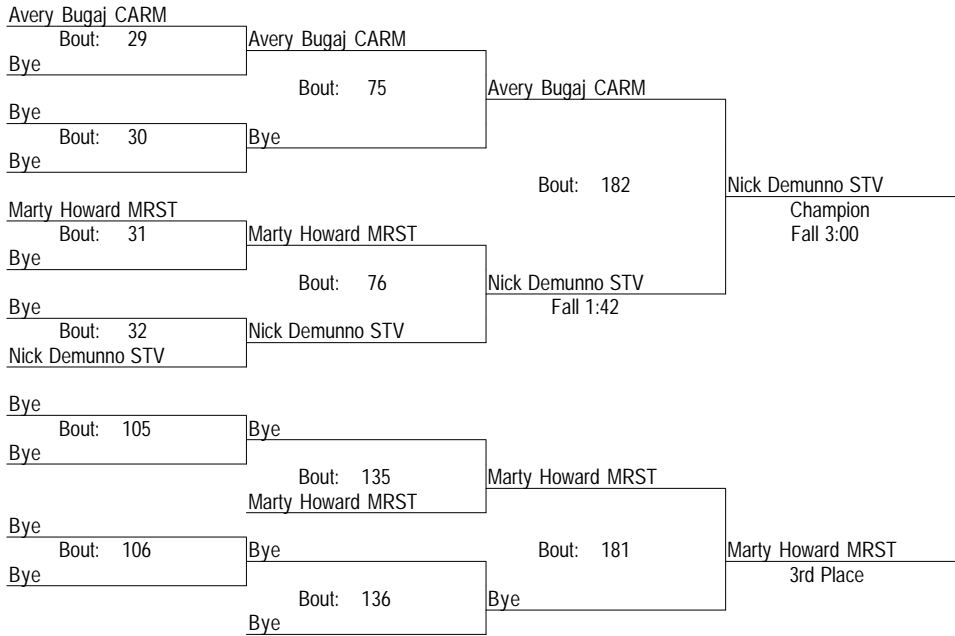 Avery Bugaj CARM
Bout: 29
Avery Bugaj CARM
Bye
Bout: 75
Avery Bugaj CARM
Bye
Bout: 30
Bye
Bye
Bout: 182
Nick Demunno STV
Marty Howard MRST
Champion
Bout: 31
Marty Howard MRST
Fall 3:00
Bye
Bout: 76
Nick Demunno STV
Bye
Fall 1:42
Bout: 32
Nick Demunno STV
Nick Demunno STV
Bye
Bout: 105
Bye
Bye
Bout: 135
Marty Howard MRST
Marty Howard MRST
Bye
Bout: 106
Bye
Bout: 181
Marty Howard MRST
Bye
3rd Place
Bout: 136
Bye
Bye